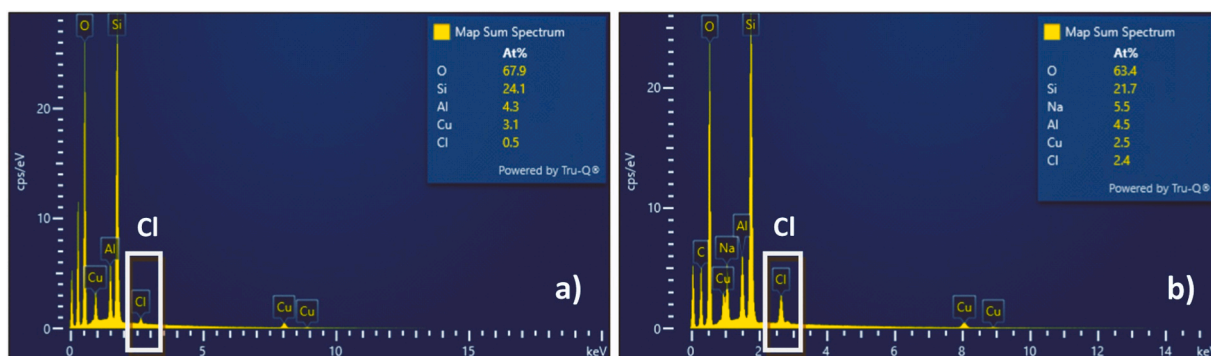 Map Sum Spectrum
At%
O 67.9
Si 24.1
Al 4.3
Cu 3.1
Cl 0.5
Powered by Tru-Q®
O
Si
20
10
0
cps/eV
Al
Cu
Cl
Cl
Cu
Cu
a)
0 5 10 15 keV
Map Sum Spectrum
At%
O 63.4
Si 21.7
Na 5.5
Al 4.5
Cu 2.5
Cl 2.4
Powered by Tru-Q®
O
Si
20
10
0
cps/eV
C
Cu
Na
Al
Cl
Cl
Cu
Cu
b)
0 2 4 6 8 10 12 14 keV